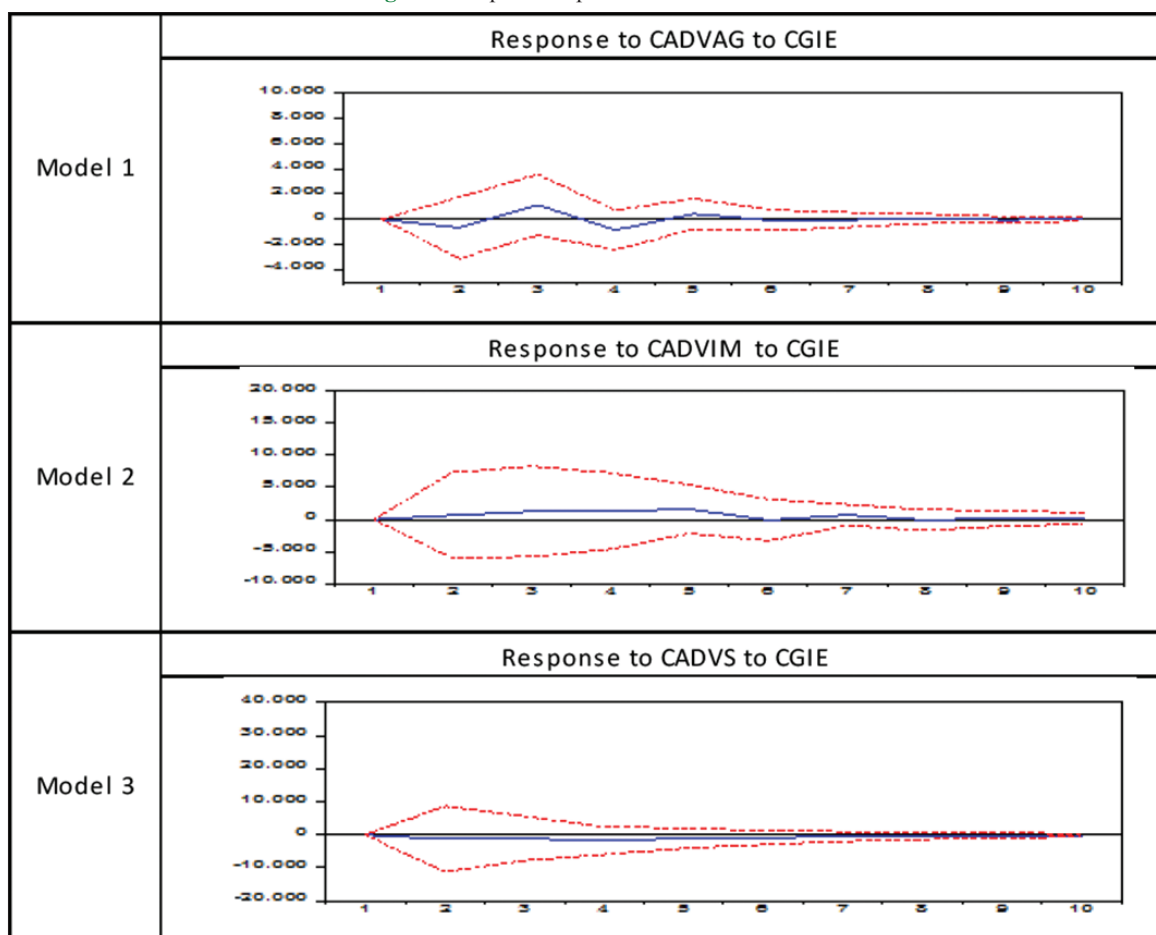 Response to CADVAG to CGIE
Model 1
10.000
8.000
6.000
4.000
2.000
0
-2.000
-4.000
1 2 3 4 5 6 7 8 9 10
Response to CADVIM to CGIE
Model 2
20.000
15.000
10.000
5.000
0
-5.000
-10.000
1 2 3 4 5 6 7 8 9 10
Response to CADVS to CGIE
Model 3
40.000
30.000
20.000
10.000
0
-10.000
-20.000
1 2 3 4 5 6 7 8 9 10